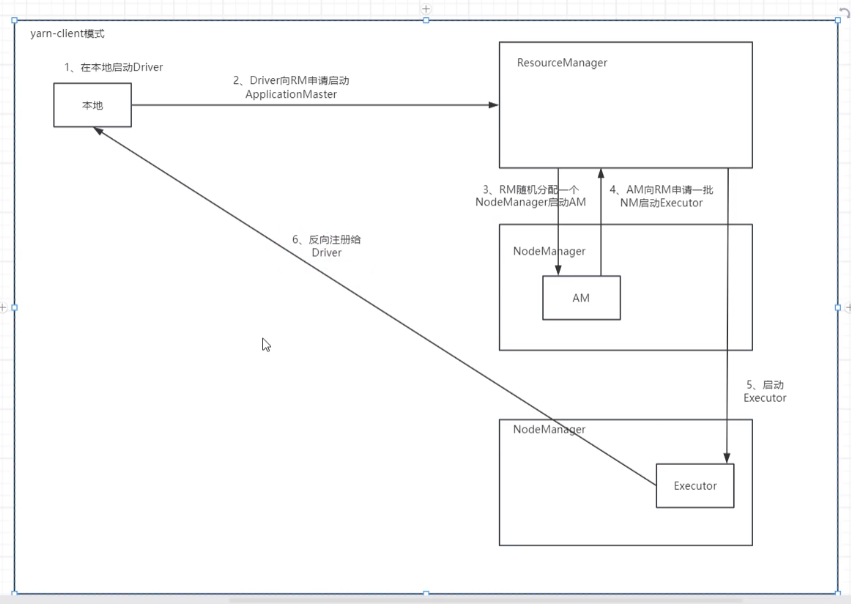 yarn-client模式
1、在本地启动Driver
本地
2、Driver向RM申请启动
ApplicationMaster
ResourceManager
3、RM随机分配一个
NodeManager启动AM
4、AM向RM申请一批
NM启动Executor
NodeManager
AM
6、反向注册给
Driver
5、启动
Executor
NodeManager
Executor